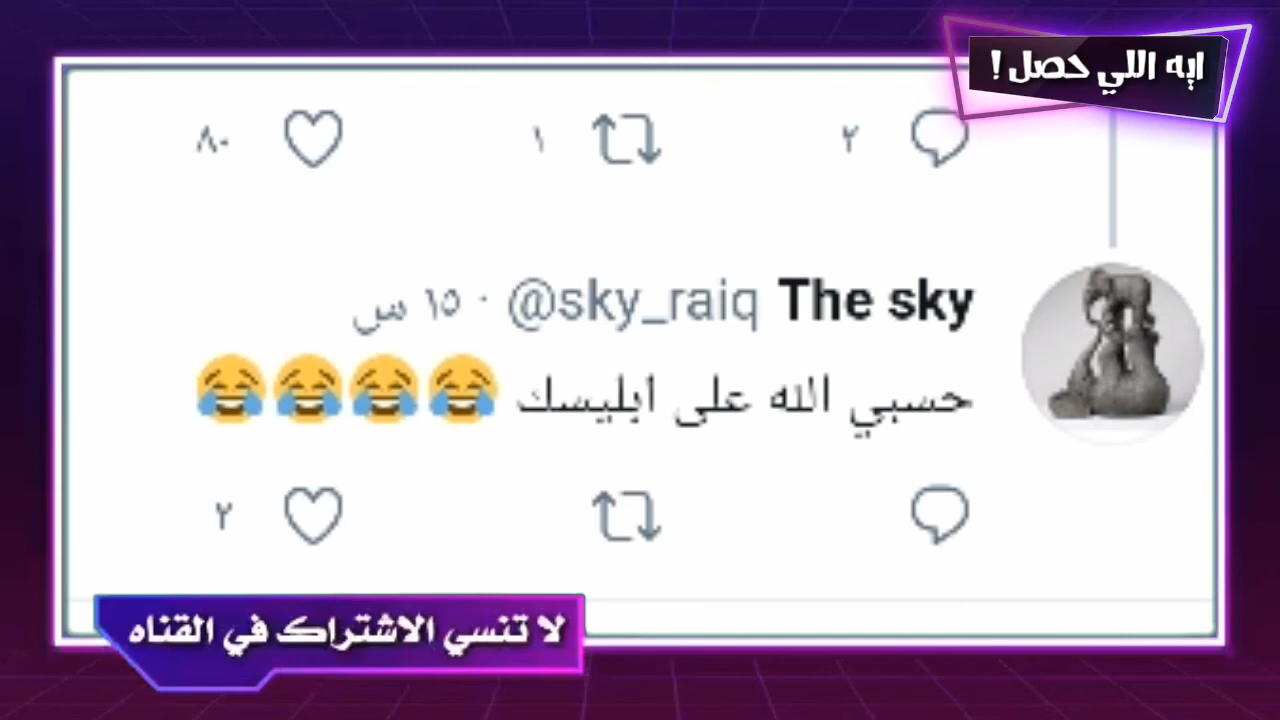 ايه اللي حصل !
٢ ١ ٨٠
The sky @sky_raiq · ١٥ س
حسبي الله على ابليسك 😂😂😂😂
٢
لا تنسي الاشتراك في القناه